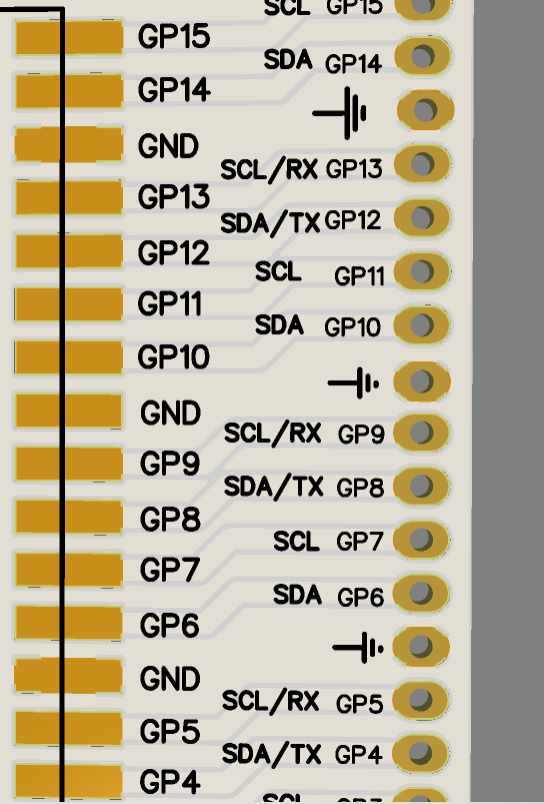 SCL GP15
GP15
SDA GP14
GP14
GND
SCL/RX GP13
GP13
SDA/TX GP12
GP12
SCL GP11
GP11
SDA GP10
GP10
GND
SCL/RX GP9
GP9
SDA/TX GP8
GP8
SCL GP7
GP7
SDA GP6
GP6
GND
SCL/RX GP5
GP5
SDA/TX GP4
GP4
SCL